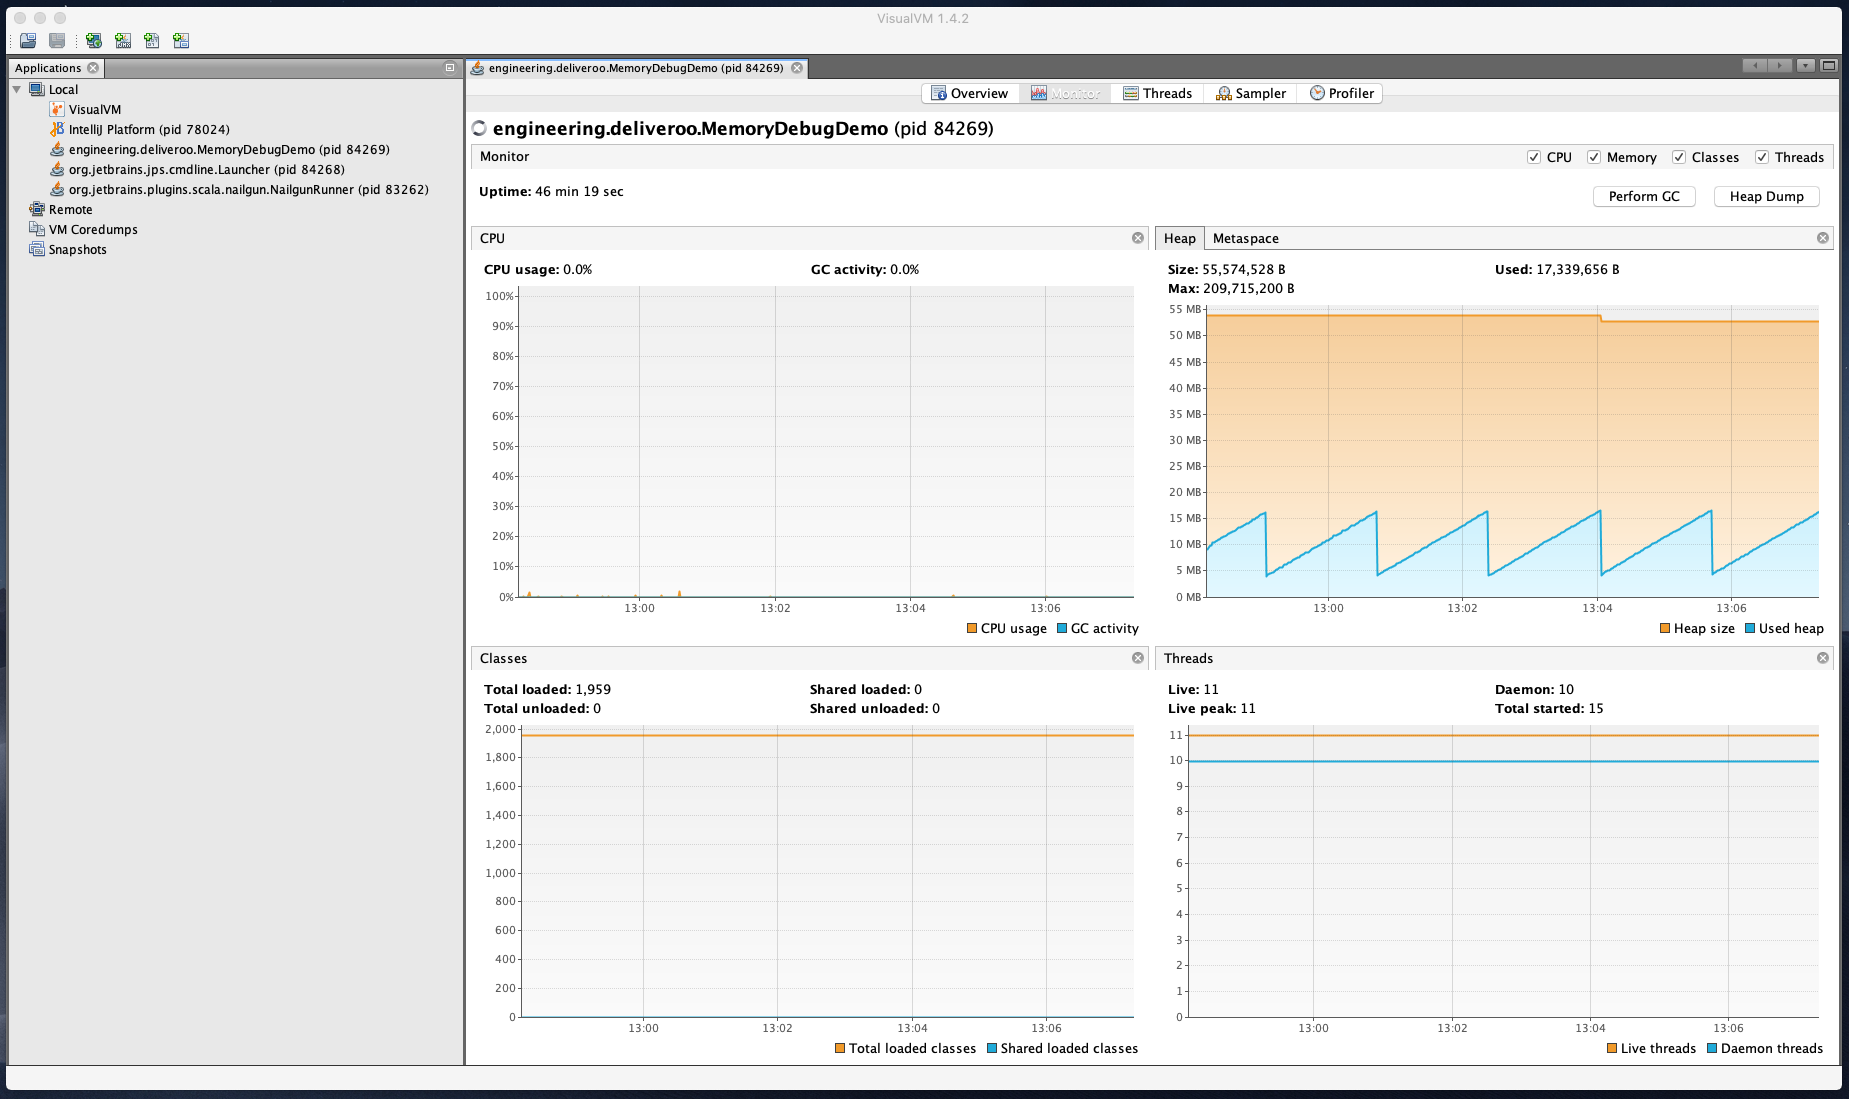 VisualVM 1.4.2
Applications
engineering.deliveroo.MemoryDebugDemo (pid 84269)
Local
VisualVM
IntelliJ Platform (pid 78024)
engineering.deliveroo.MemoryDebugDemo (pid 84269)
org.jetbrains.jps.cmdline.Launcher (pid 84268)
org.jetbrains.plugins.scala.nailgun.NailgunRunner (pid 83262)
Remote
VM Coredumps
Snapshots
Overview Monitor Threads Sampler Profiler
engineering.deliveroo.MemoryDebugDemo (pid 84269)
Monitor
CPU Memory Classes Threads
Uptime: 46 min 19 sec
Perform GC Heap Dump
CPU
CPU usage: 0.0% GC activity: 0.0%
100%
90%
80%
70%
60%
50%
40%
30%
20%
10%
0%
13:00 13:02 13:04 13:06
CPU usage GC activity
Heap Metaspace
Size: 55,574,528 B Used: 17,339,656 B
Max: 209,715,200 B
55 MB
50 MB
45 MB
40 MB
35 MB
30 MB
25 MB
20 MB
15 MB
10 MB
5 MB
0 MB
13:00 13:02 13:04 13:06
Heap size Used heap
Classes
Total loaded: 1,959 Shared loaded: 0
Total unloaded: 0 Shared unloaded: 0
2,000
1,800
1,600
1,400
1,200
1,000
800
600
400
200
0
13:00 13:02 13:04 13:06
Total loaded classes Shared loaded classes
Threads
Live: 11 Daemon: 10
Live peak: 11 Total started: 15
11
10
9
8
7
6
5
4
3
2
1
0
13:00 13:02 13:04 13:06
Live threads Daemon threads